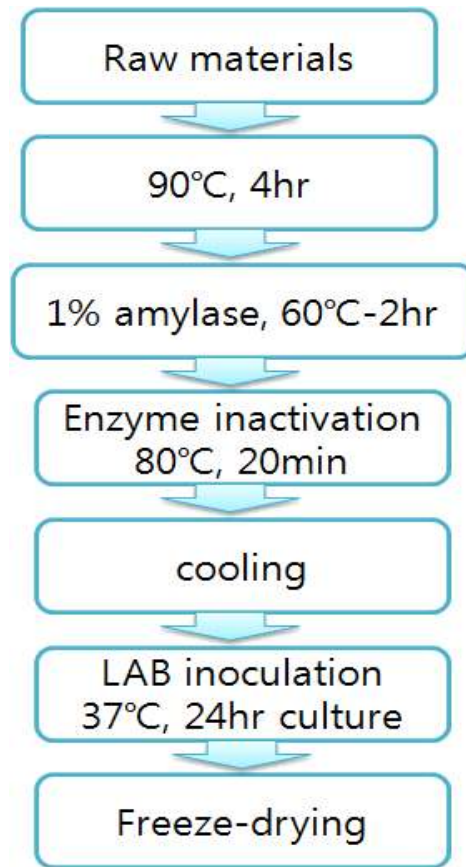 Raw materials
90℃, 4hr
1% amylase, 60℃-2hr
Enzyme inactivation
80℃, 20min
cooling
LAB inoculation
37℃, 24hr culture
Freeze-drying